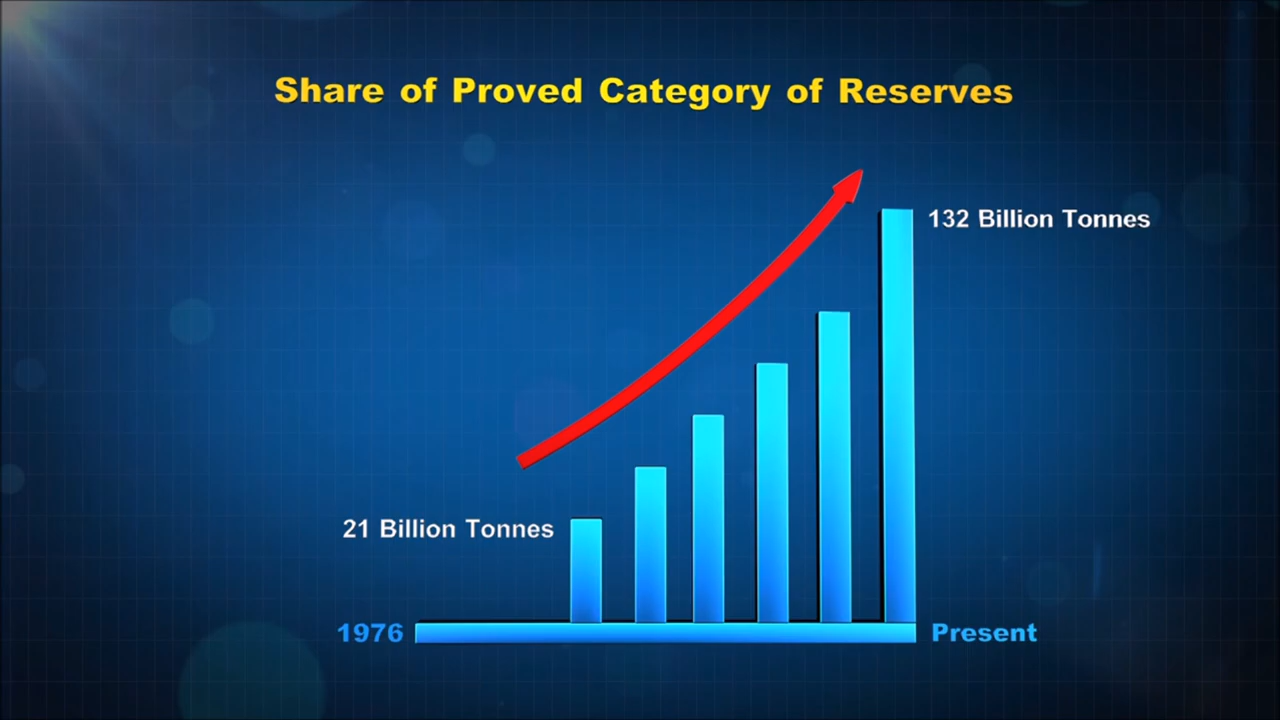 Share of Proved Category of Reserves
132 Billion Tonnes
21 Billion Tonnes
1976
Present